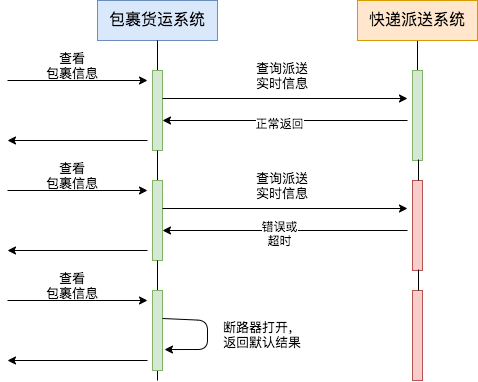 包裹货运系统
快递派送系统
查看
包裹信息
查询派送
实时信息
正常返回
查看
包裹信息
查询派送
实时信息
错误或
超时
查看
包裹信息
断路器打开，
返回默认结果